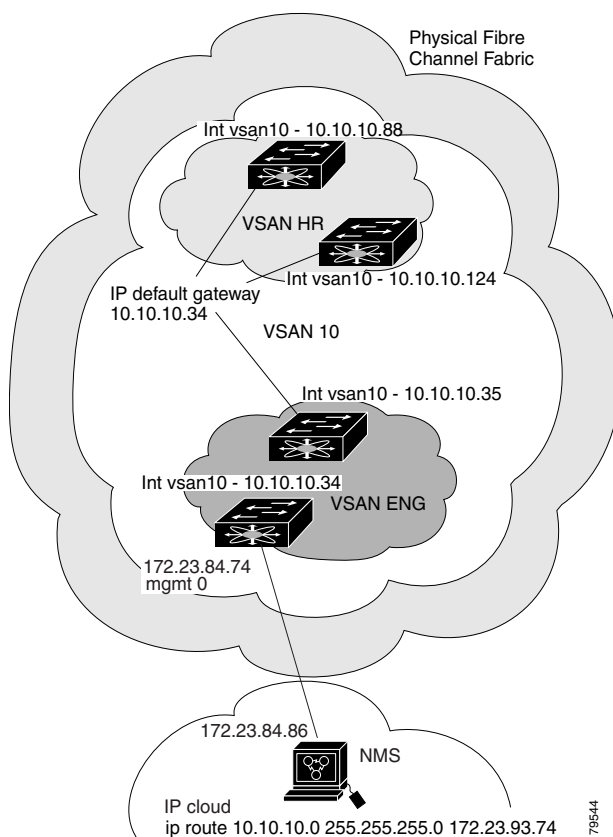 Physical Fibre
Channel Fabric
Int vsan10 - 10.10.10.88
VSAN HR
Int vsan10 - 10.10.10.124
IP default gateway
10.10.10.34
VSAN 10
Int vsan10 - 10.10.10.35
Int vsan10 - 10.10.10.34
VSAN ENG
172.23.84.74
mgmt 0
172.23.84.86
NMS
IP cloud
ip route 10.10.10.0 255.255.255.0 172.23.93.74
79544